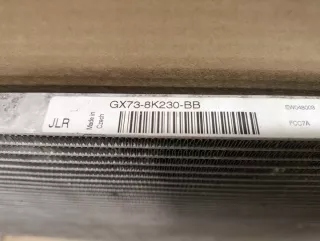 GX73-8K230-BB
JLR
Made in
Czech